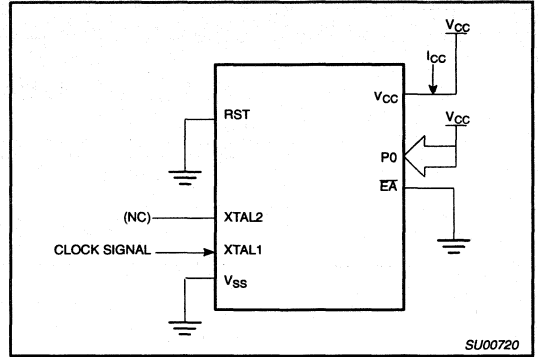 VCC
ICC
VCC
RST
VCC
P0
EA
(NC)
XTAL2
CLOCK SIGNAL
XTAL1
VSS
SU00720